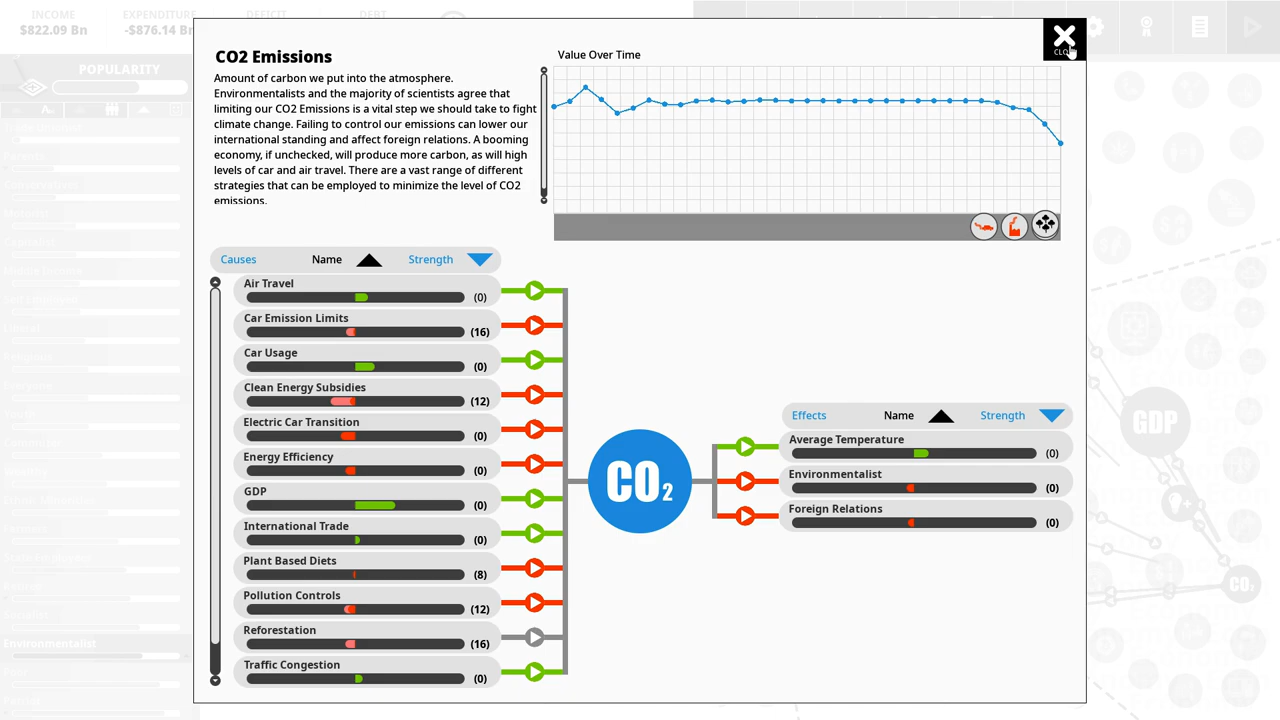 INCOME
EXPENDITURE
DEFICIT
DEBT
$822.09 Bn
-$876.14 Bn
POPULARITY
CO2 Emissions
Amount of carbon we put into the atmosphere.
Environmentalists and the majority of scientists agree that
limiting our CO2 Emissions is a vital step we should take to fight
climate change. Failing to control our emissions can lower our
international standing and affect foreign relations. A booming
economy, if unchecked, will produce more carbon, as will high
levels of car and air travel. There are a vast range of different
strategies that can be employed to minimize the level of CO2
emissions.
Value Over Time
Causes
Name
Strength
Air Travel
(0)
Car Emission Limits
(16)
Car Usage
(0)
Clean Energy Subsidies
(12)
Electric Car Transition
(0)
Energy Efficiency
(0)
GDP
(0)
International Trade
(0)
Plant Based Diets
(8)
Pollution Controls
(12)
Reforestation
(16)
Traffic Congestion
(0)
CO2
Effects
Name
Strength
Average Temperature
(0)
Environmentalist
(0)
Foreign Relations
(0)
GDP
CO2
Environmentalist